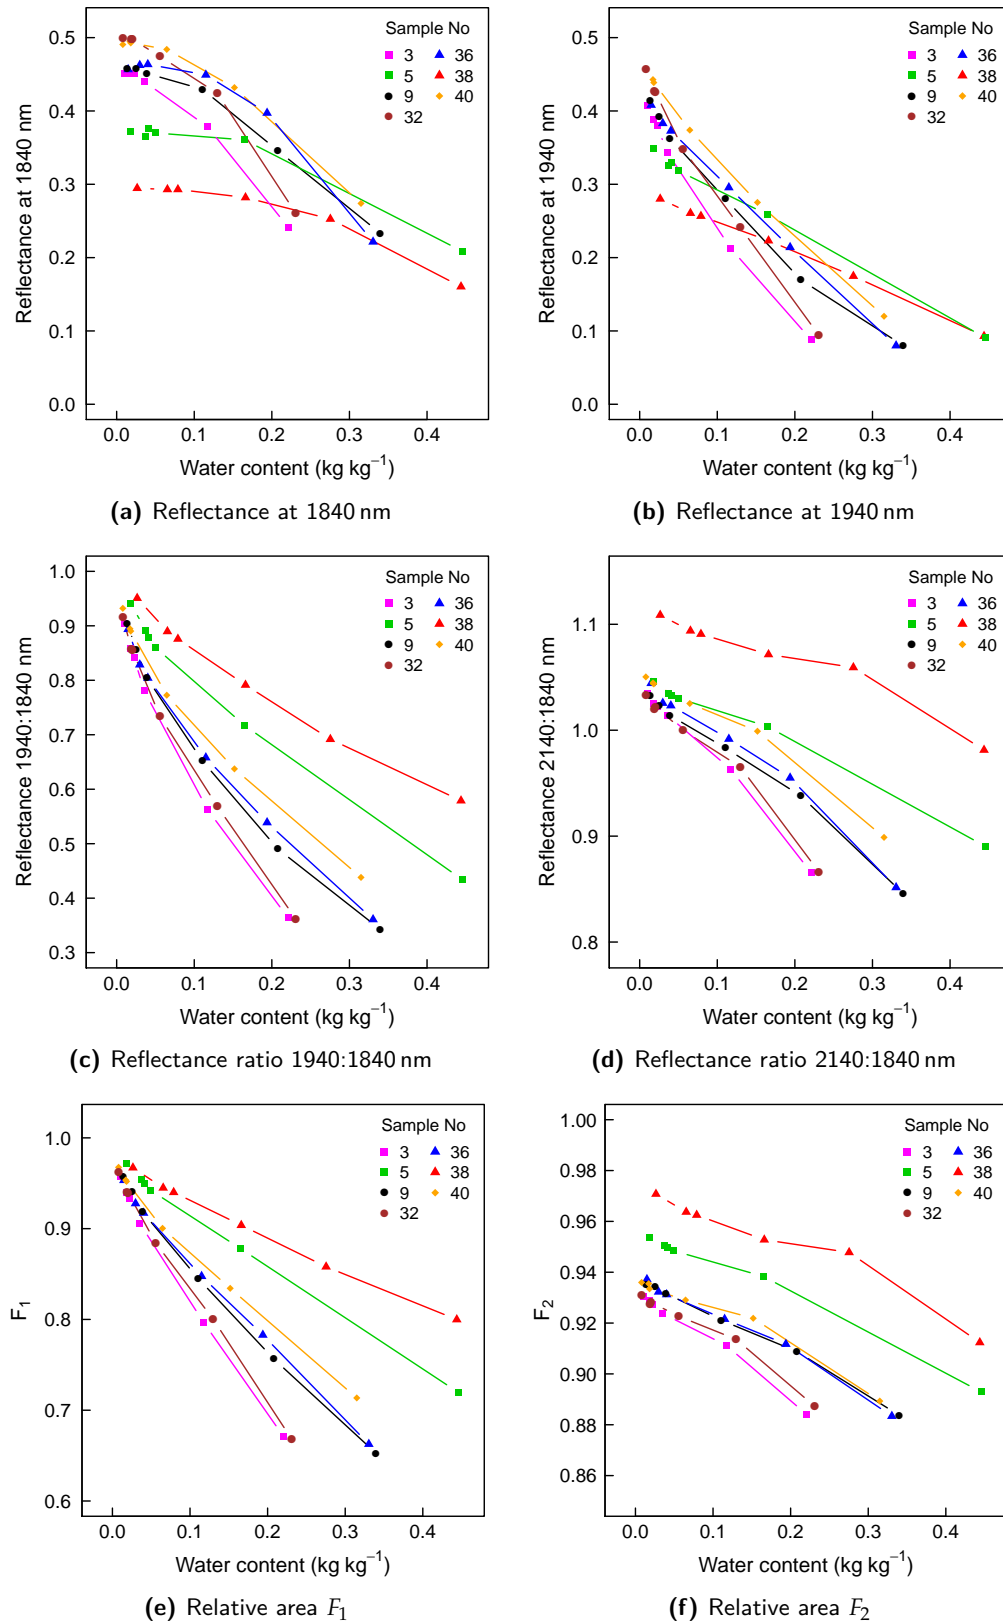 Reflectance at 1840 nm
0.0
0.1
0.2
0.3
0.4
0.5
Sample No
3
5
9
32
36
38
40
0.0 0.1 0.2 0.3 0.4
Water content (kg kg⁻¹)
(a) Reflectance at 1840 nm
Reflectance at 1940 nm
0.0
0.1
0.2
0.3
0.4
0.5
Sample No
3
5
9
32
36
38
40
0.0 0.1 0.2 0.3 0.4
Water content (kg kg⁻¹)
(b) Reflectance at 1940 nm
Reflectance 1940:1840 nm
0.3
0.4
0.5
0.6
0.7
0.8
0.9
1.0
Sample No
3
5
9
32
36
38
40
0.0 0.1 0.2 0.3 0.4
Water content (kg kg⁻¹)
(c) Reflectance ratio 1940:1840 nm
Reflectance 2140:1840 nm
0.8
0.9
1.0
1.1
Sample No
3
5
9
32
36
38
40
0.0 0.1 0.2 0.3 0.4
Water content (kg kg⁻¹)
(d) Reflectance ratio 2140:1840 nm
F₁
0.6
0.7
0.8
0.9
1.0
Sample No
3
5
9
32
36
38
40
0.0 0.1 0.2 0.3 0.4
Water content (kg kg⁻¹)
(e) Relative area F₁
F₂
0.86
0.88
0.90
0.92
0.94
0.96
0.98
1.00
Sample No
3
5
9
32
36
38
40
0.0 0.1 0.2 0.3 0.4
Water content (kg kg⁻¹)
(f) Relative area F₂